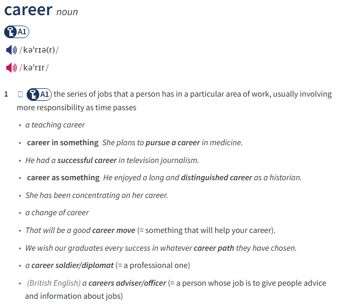 career noun
A1
/kəˈrɪə(r)/
/kəˈrɪr/
1 A1 the series of jobs that a person has in a particular area of work, usually involving
more responsibility as time passes
• a teaching career
• career in something She plans to pursue a career in medicine.
• He had a successful career in television journalism.
• career as something He enjoyed a long and distinguished career as a historian.
• She has been concentrating on her career.
• a change of career
• That will be a good career move (= something that will help your career).
• We wish our graduates every success in whatever career path they have chosen.
• a career soldier/diplomat (= a professional one)
• (British English) a careers adviser/officer (= a person whose job is to give people advice
and information about jobs)